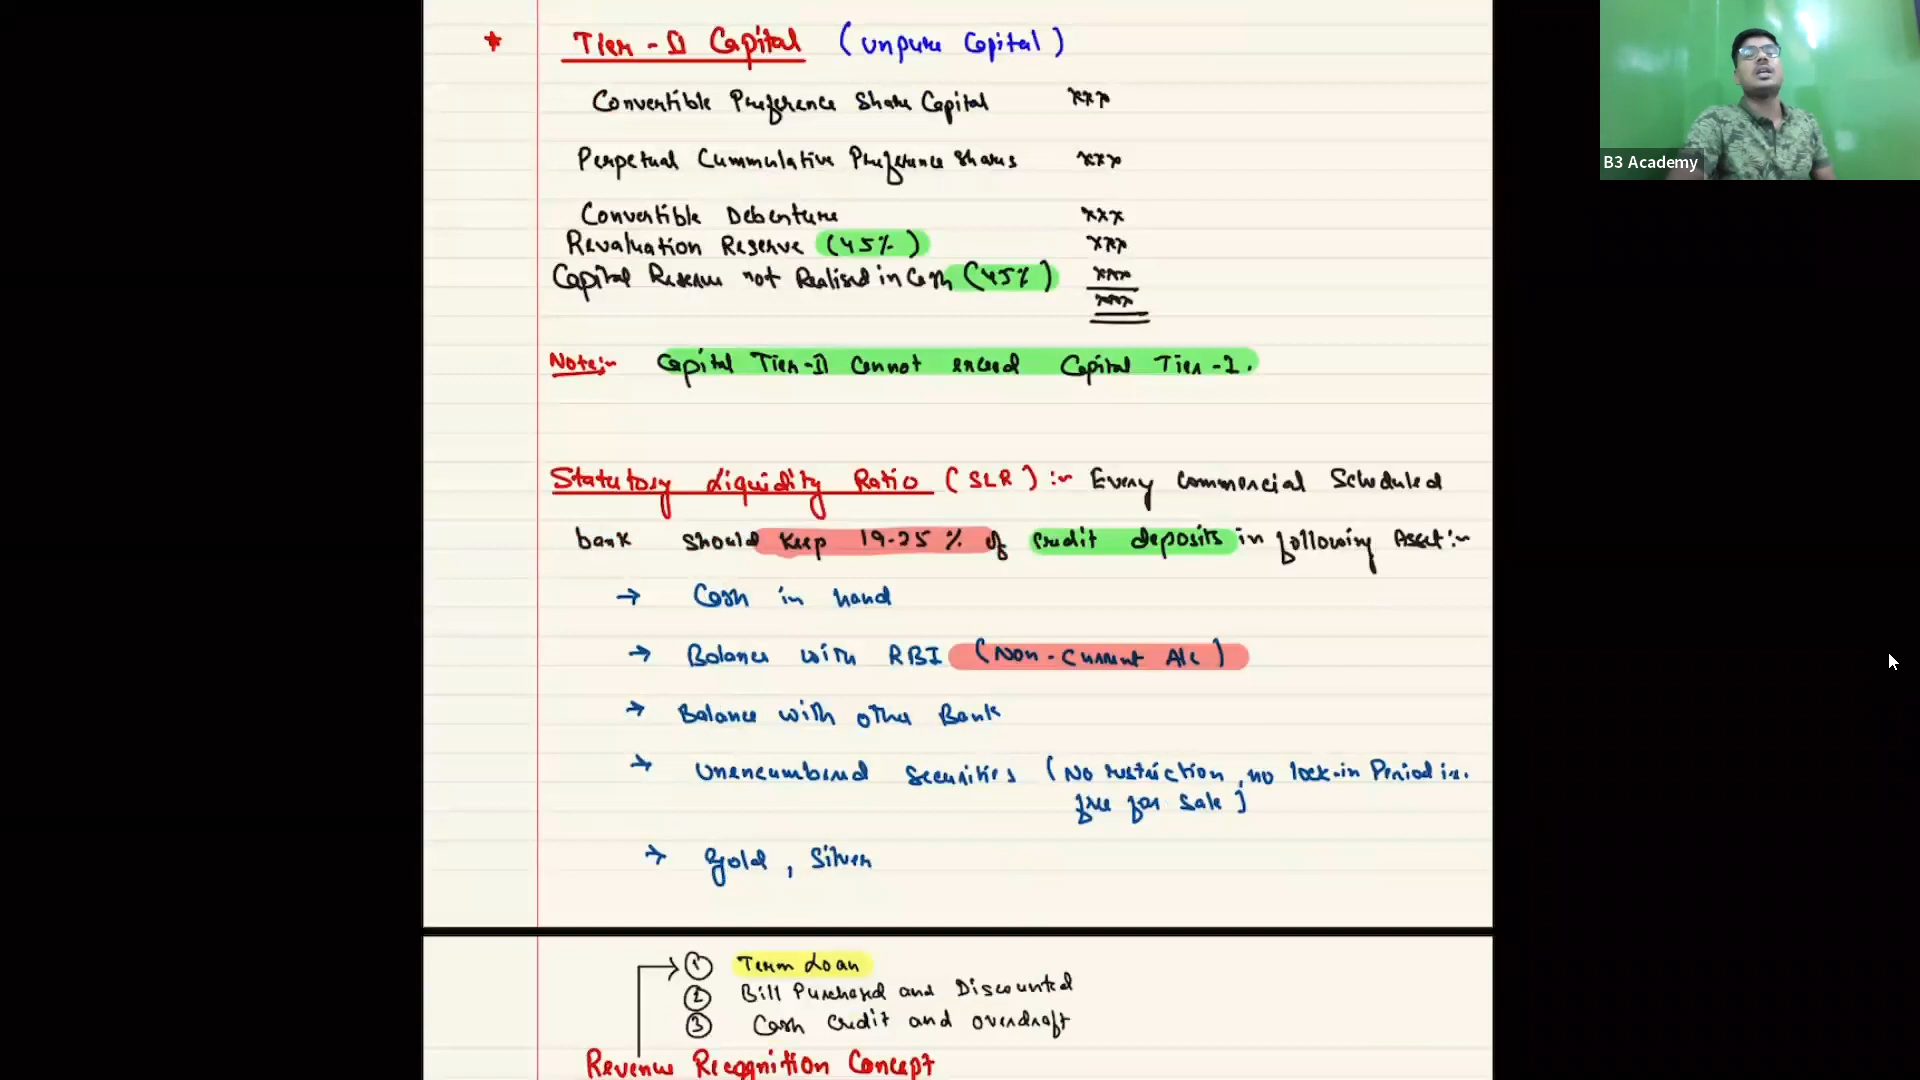 * Tier-II Capital (Unpure Capital)
Convertible Preference Share Capital xxx
Perpetual Cummulative Preference Shares xxx
Convertible Debenture xxx
Revaluation Reserve (45%) xxx
Capital Reserve not Realised in Cash (45%) xxx
xxx
Note:- Capital Tier-II Cannot exceed Capital Tier-I.
Statutory Liquidity Ratio (SLR) :- Every Commercial Scheduled
bank should keep 19-25 % of Credit deposits in following Asset:-
→ Cash in hand
→ Balance with RBI (Non-Current A/c)
→ Balance with other Bank
→ Unencumbered Securities (No restriction, no lock-in Period i.e.
free for Sale]
→ Gold, Silver
① Term Loan
② Bill Purchased and Discounted
③ Cash Credit and overdraft
Revenue Recognition Concept
B3 Academy